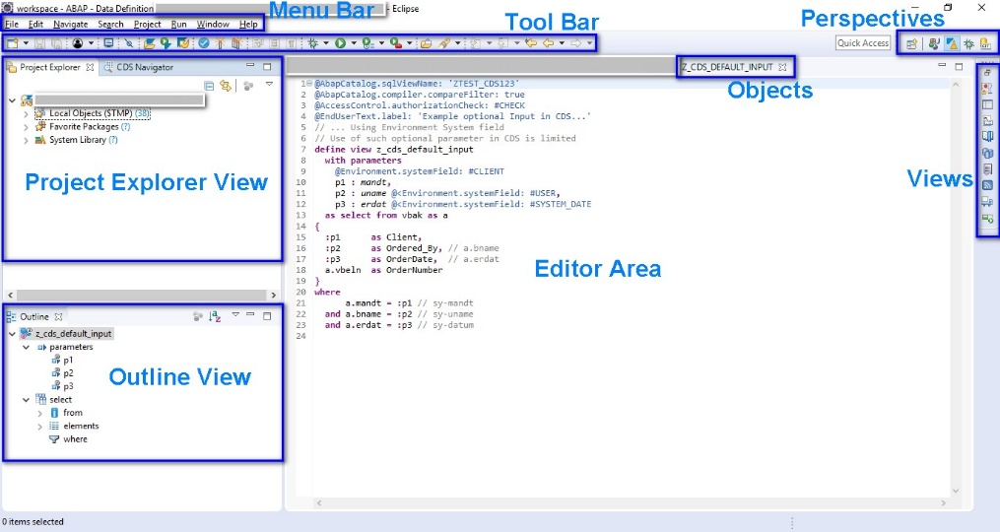 workspace - ABAP - Data Definition - Eclipse
Menu Bar
File Edit Navigate Search Project Run Window Help
Tool Bar
Perspectives
Quick Access
Project Explorer CDS Navigator
Z_CDS_DEFAULT_INPUT
Objects
Local Objects ($TMP) (38)
Favorite Packages (?)
System Library (?)
Project Explorer View
1 @AbapCatalog.sqlViewName: 'ZTEST_CDS123'
2 @AbapCatalog.compiler.compareFilter: true
3 @AccessControl.authorizationCheck: #CHECK
4 @EndUserText.label: 'Example optional Input in CDS...'
5 // ... Using Environment System field
6 // Use of such optional parameter in CDS is limited
7 define view z_cds_default_input
8 with parameters
9 @Environment.systemField: #CLIENT
10 p1 : mandt,
11 p2 : uname @<Environment.systemField: #USER,
12 p3 : erdat @<Environment.systemField: #SYSTEM_DATE
13 as select from vbak as a
14 {
15 :p1 as Client,
16 :p2 as Ordered_By, // a.bname
17 :p3 as OrderDate, // a.erdat
18 a.vbeln as OrderNumber
19 }
20 where
21 a.mandt = :p1 // sy-mandt
22 and a.bname = :p2 // sy-uname
23 and a.erdat = :p3 // sy-datum
24
Editor Area
Views
Outline
z_cds_default_input
parameters
p1
p2
p3
select
from
elements
where
Outline View
0 items selected